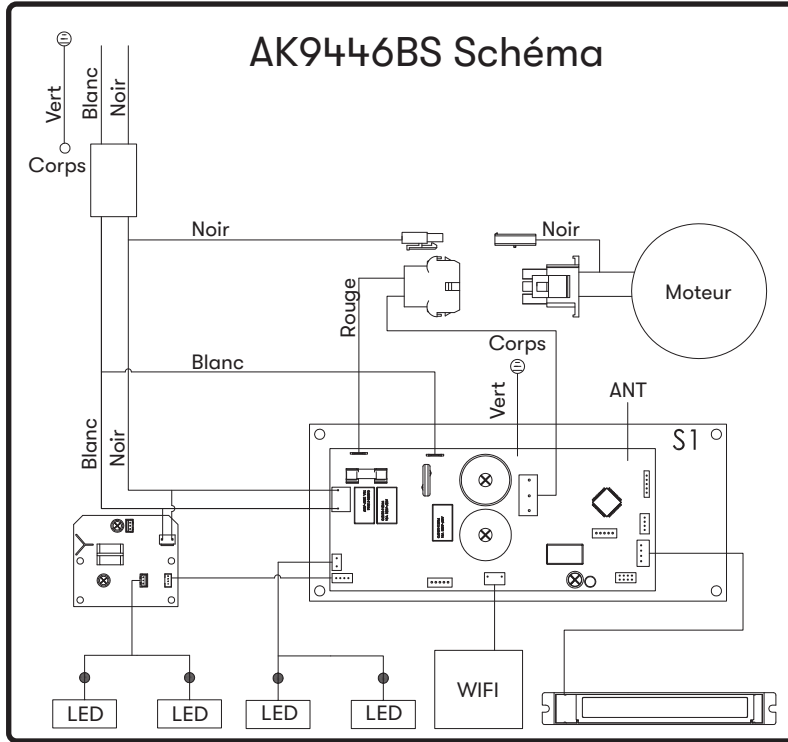 AK9446BS Schéma
Vert
Blanc
Noir
Corps
Noir
Noir
Moteur
Rouge
Corps
Blanc
Vert
ANT
Blanc
Noir
S1
LED
LED
LED
LED
WIFI